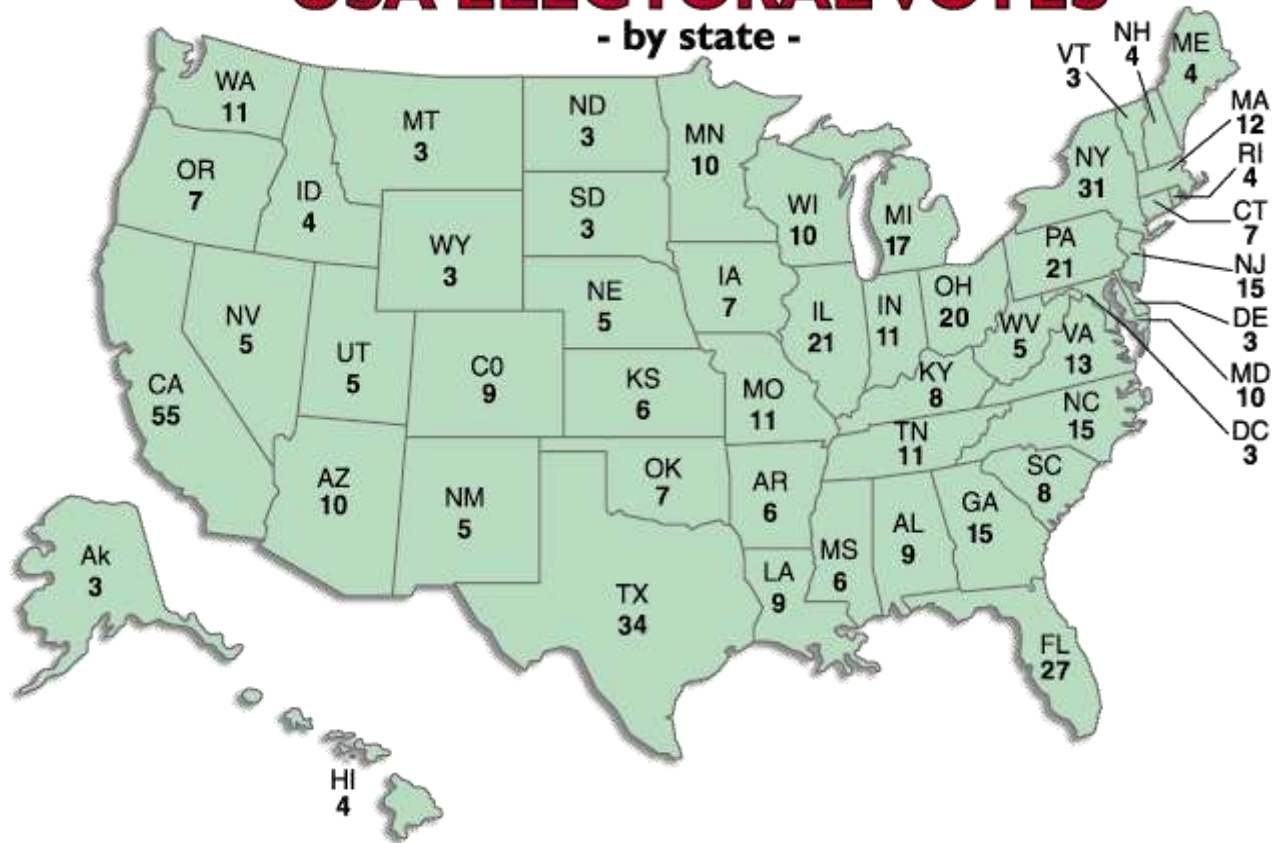 USA ELECTORAL VOTES
- by state -
WA
11
OR
7
CA
55
NV
5
ID
4
MT
3
WY
3
UT
5
AZ
10
C0
9
NM
5
ND
3
SD
3
NE
5
KS
6
OK
7
TX
34
MN
10
IA
7
MO
11
AR
6
LA
9
WI
10
IL
21
MI
17
IN
11
OH
20
KY
8
TN
11
MS
6
AL
9
GA
15
FL
27
SC
8
NC
15
VA
13
WV
5
PA
21
NY
31
VT
3
NH
4
ME
4
MA
12
RI
4
CT
7
NJ
15
DE
3
MD
10
DC
3
Ak
3
HI
4